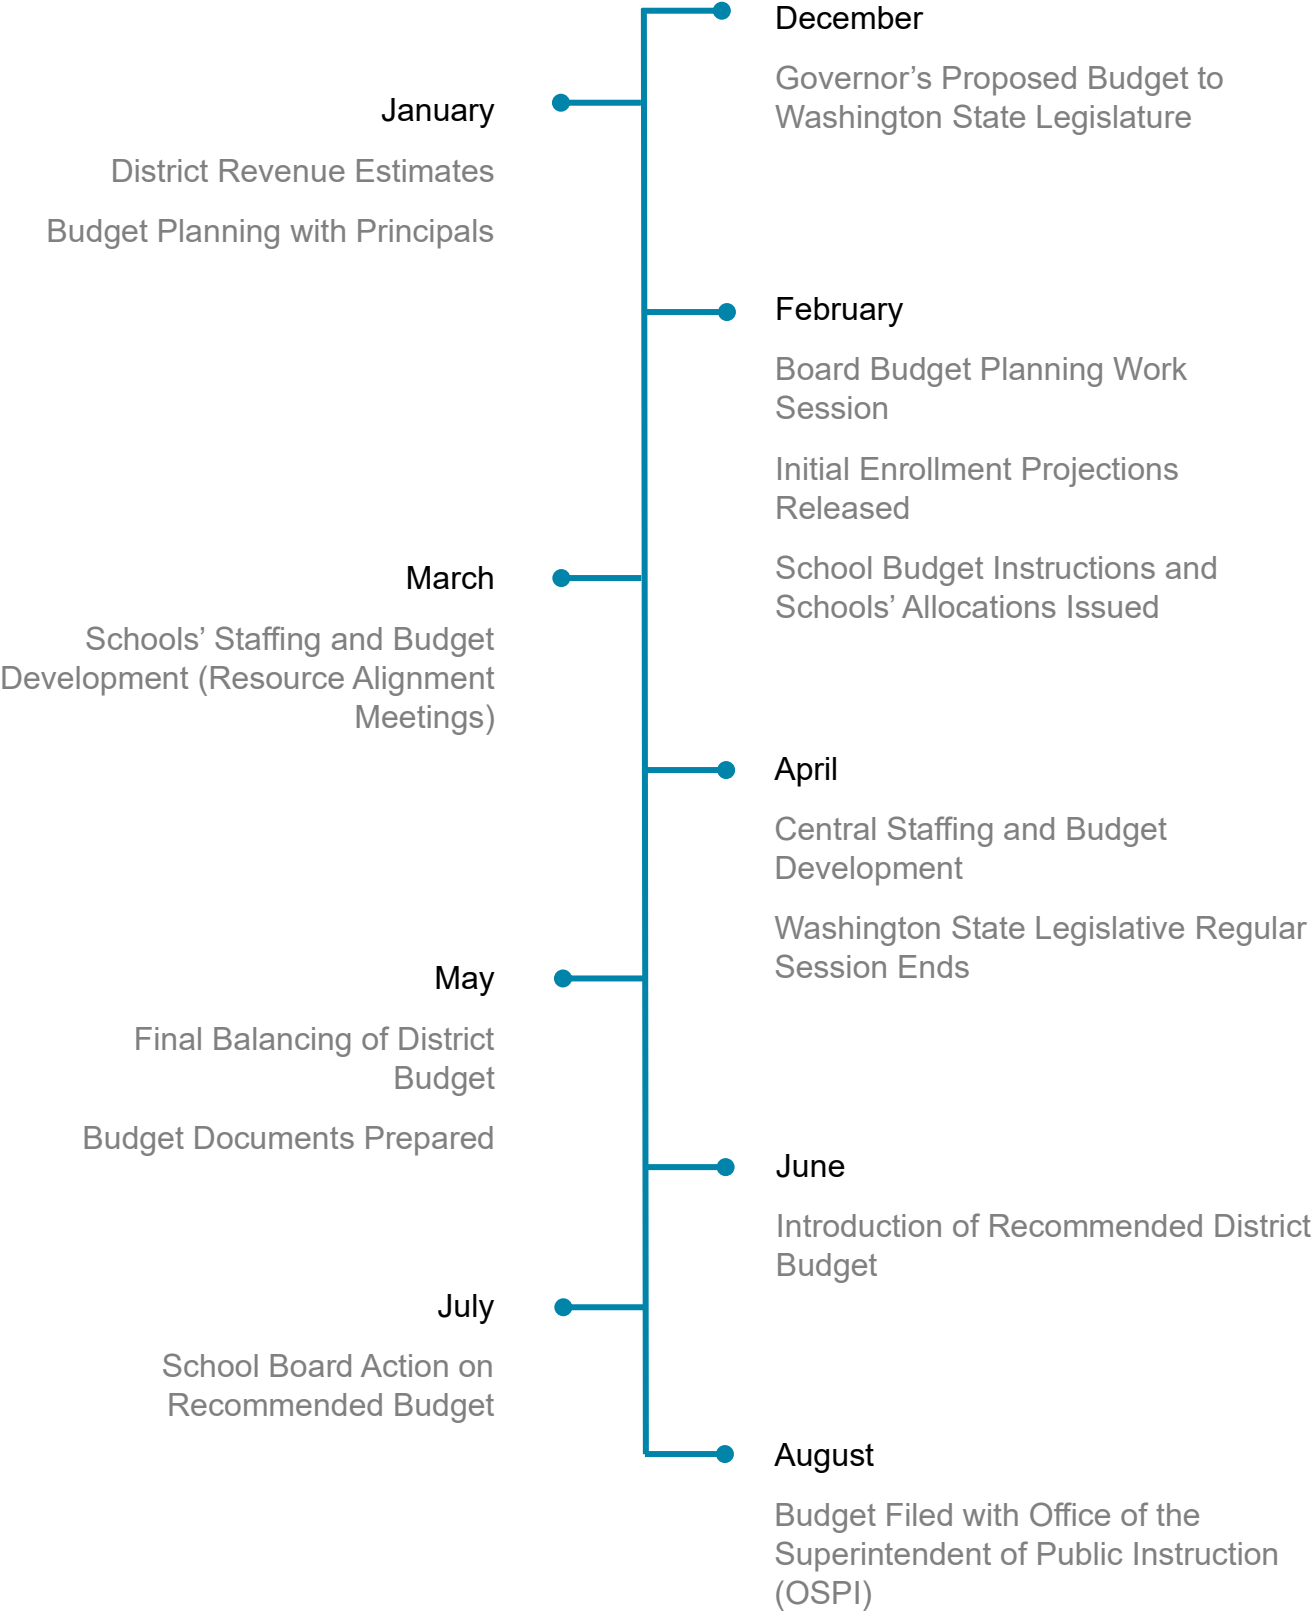 December
Governor’s Proposed Budget to
Washington State Legislature
January
District Revenue Estimates
Budget Planning with Principals
February
Board Budget Planning Work
Session
Initial Enrollment Projections
Released
School Budget Instructions and
Schools’ Allocations Issued
March
Schools’ Staffing and Budget
Development (Resource Alignment
Meetings)
April
Central Staffing and Budget
Development
Washington State Legislative Regular
Session Ends
May
Final Balancing of District
Budget
Budget Documents Prepared
June
Introduction of Recommended District
Budget
July
School Board Action on
Recommended Budget
August
Budget Filed with Office of the
Superintendent of Public Instruction
(OSPI)